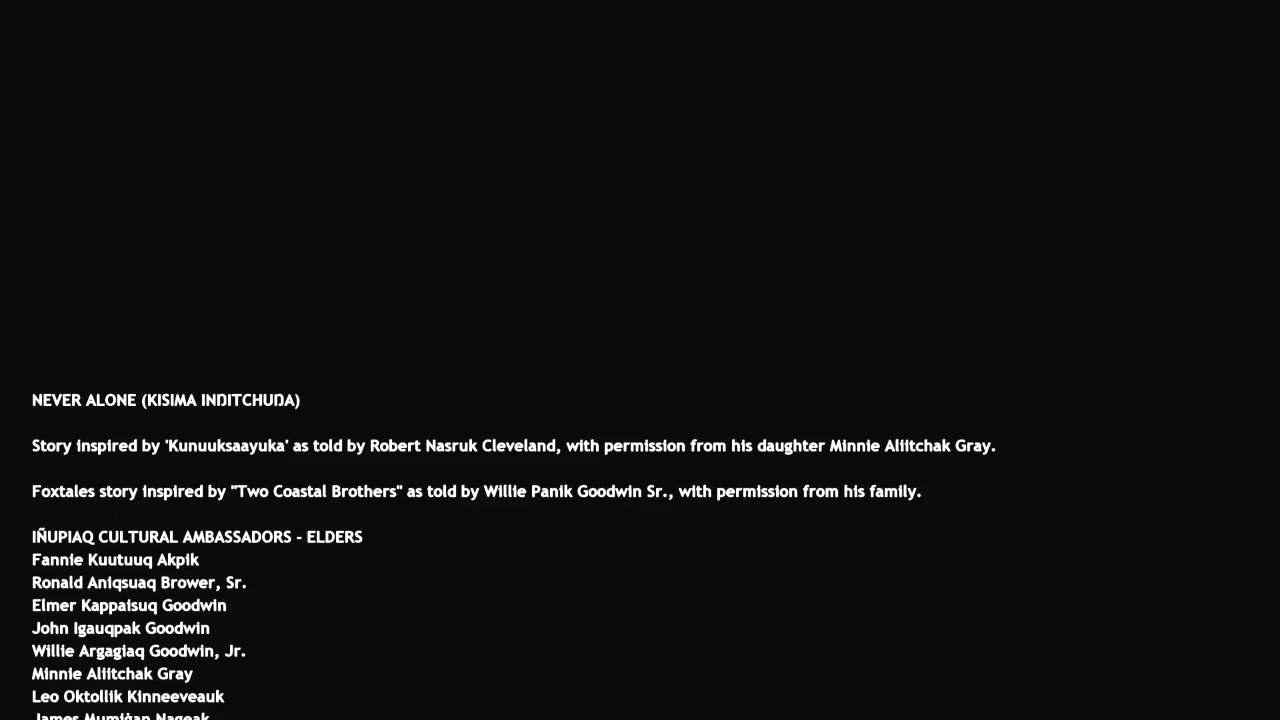 NEVER ALONE (KISIMA INŊITCHUŊA)
Story inspired by 'Kunuuksaayuka' as told by Robert Nasruk Cleveland, with permission from his daughter Minnie Aliitchak Gray.
Foxtales story inspired by "Two Coastal Brothers" as told by Willie Panik Goodwin Sr., with permission from his family.
IÑUPIAQ CULTURAL AMBASSADORS - ELDERS
Fannie Kuutuuq Akpik
Ronald Aniqsuaq Brower, Sr.
Elmer Kappaisuq Goodwin
John Igauqpak Goodwin
Willie Argagiaq Goodwin, Jr.
Minnie Aliitchak Gray
Leo Oktollik Kinneeveauk
James Mumiġan Nageak